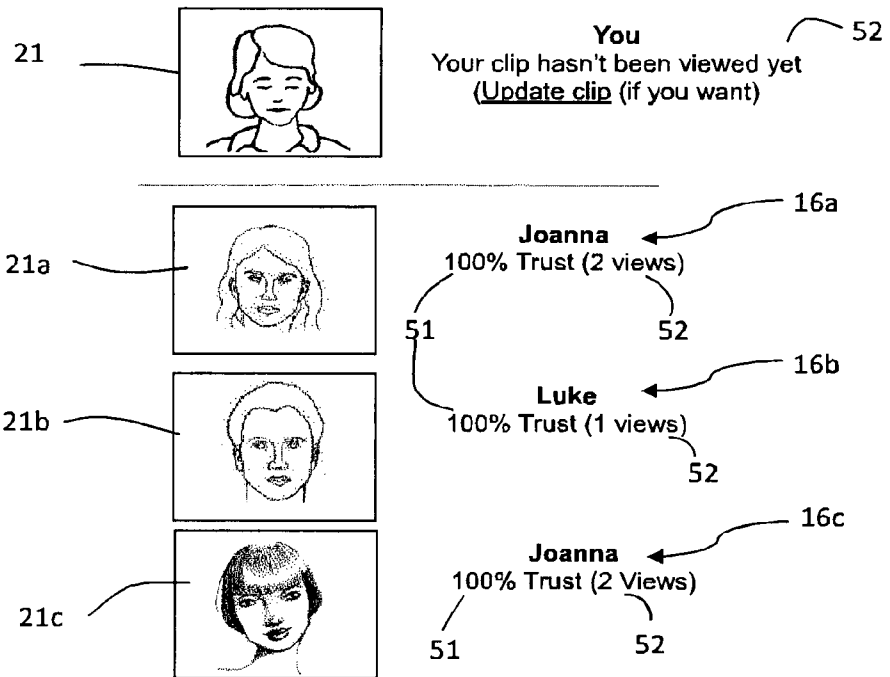 21
You
52
Your clip hasn't been viewed yet
(Update clip (if you want)
16a
21a
Joanna
100% Trust (2 views)
51
52
16b
21b
Luke
100% Trust (1 views)
52
16c
21c
Joanna
100% Trust (2 Views)
51
52